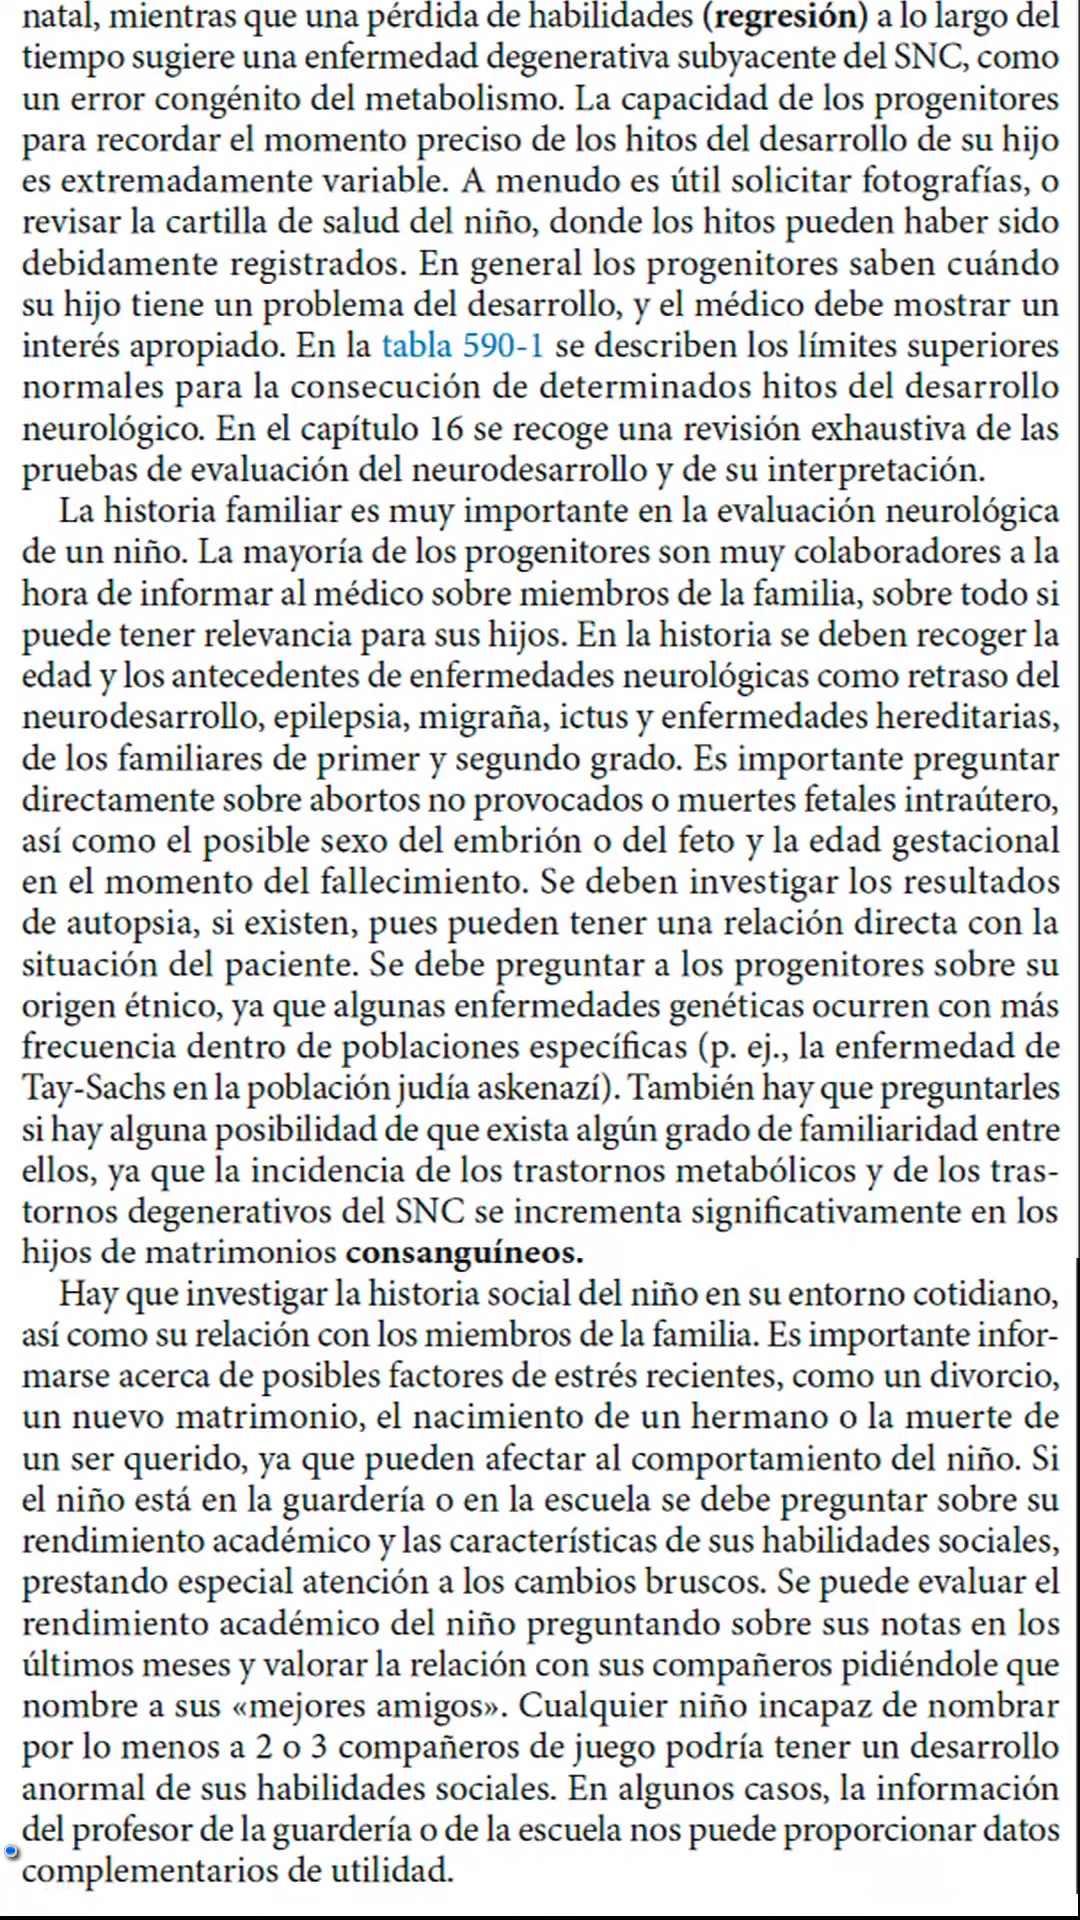 natal, mientras que una pérdida de habilidades (regresión) a lo largo del
tiempo sugiere una enfermedad degenerativa subyacente del SNC, como
un error congénito del metabolismo. La capacidad de los progenitores
para recordar el momento preciso de los hitos del desarrollo de su hijo
es extremadamente variable. A menudo es útil solicitar fotografías, o
revisar la cartilla de salud del niño, donde los hitos pueden haber sido
debidamente registrados. En general los progenitores saben cuándo
su hijo tiene un problema del desarrollo, y el médico debe mostrar un
interés apropiado. En la tabla 590-1 se describen los límites superiores
normales para la consecución de determinados hitos del desarrollo
neurológico. En el capítulo 16 se recoge una revisión exhaustiva de las
pruebas de evaluación del neurodesarrollo y de su interpretación.
La historia familiar es muy importante en la evaluación neurológica
de un niño. La mayoría de los progenitores son muy colaboradores a la
hora de informar al médico sobre miembros de la familia, sobre todo si
puede tener relevancia para sus hijos. En la historia se deben recoger la
edad y los antecedentes de enfermedades neurológicas como retraso del
neurodesarrollo, epilepsia, migraña, ictus y enfermedades hereditarias,
de los familiares de primer y segundo grado. Es importante preguntar
directamente sobre abortos no provocados o muertes fetales intraútero,
así como el posible sexo del embrión o del feto y la edad gestacional
en el momento del fallecimiento. Se deben investigar los resultados
de autopsia, si existen, pues pueden tener una relación directa con la
situación del paciente. Se debe preguntar a los progenitores sobre su
origen étnico, ya que algunas enfermedades genéticas ocurren con más
frecuencia dentro de poblaciones específicas (p. ej., la enfermedad de
Tay-Sachs en la población judía askenazí). También hay que preguntarles
si hay alguna posibilidad de que exista algún grado de familiaridad entre
ellos, ya que la incidencia de los trastornos metabólicos y de los tras-
tornos degenerativos del SNC se incrementa significativamente en los
hijos de matrimonios consanguíneos.
Hay que investigar la historia social del niño en su entorno cotidiano,
así como su relación con los miembros de la familia. Es importante infor-
marse acerca de posibles factores de estrés recientes, como un divorcio,
un nuevo matrimonio, el nacimiento de un hermano o la muerte de
un ser querido, ya que pueden afectar al comportamiento del niño. Si
el niño está en la guardería o en la escuela se debe preguntar sobre su
rendimiento académico y las características de sus habilidades sociales,
prestando especial atención a los cambios bruscos. Se puede evaluar el
rendimiento académico del niño preguntando sobre sus notas en los
últimos meses y valorar la relación con sus compañeros pidiéndole que
nombre a sus «mejores amigos». Cualquier niño incapaz de nombrar
por lo menos a 2 o 3 compañeros de juego podría tener un desarrollo
anormal de sus habilidades sociales. En algunos casos, la información
del profesor de la guardería o de la escuela nos puede proporcionar datos
complementarios de utilidad.